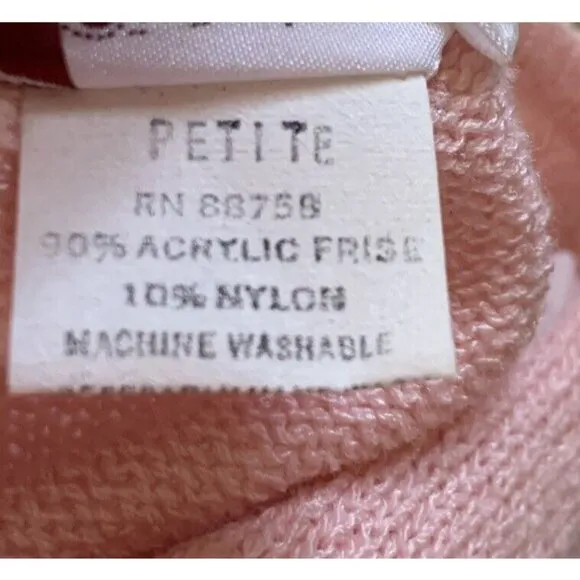 PETITE
RN 88758
90% ACRYLIC FRISE
10% NYLON
MACHINE WASHABLE